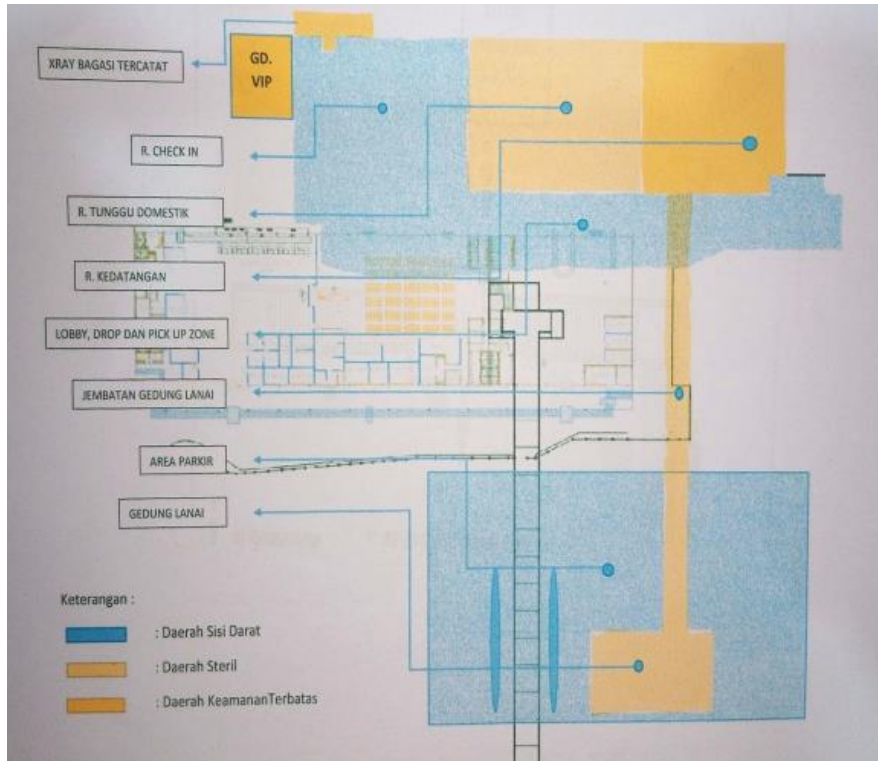 XRAY BAGASI TERCATAT
GD.
VIP
R. CHECK IN
R. TUNGGU DOMESTIK
R. KEDATANGAN
LOBBY, DROP DAN PICK UP ZONE
JEMBATAN GEDUNG LANAI
AREA PARKIR
GEDUNG LANAI
Keterangan :
: Daerah Sisi Darat
: Daerah Steril
: Daerah KeamananTerbatas